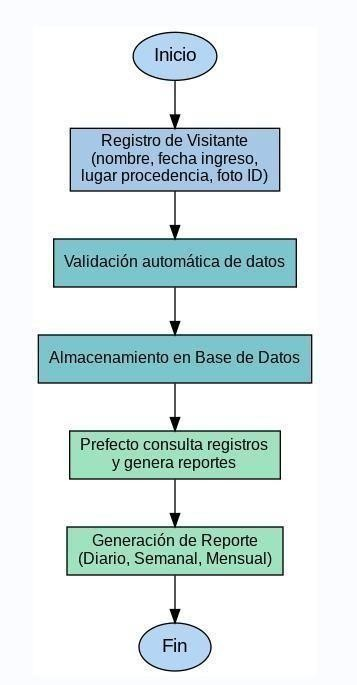 Inicio
Registro de Visitante
(nombre, fecha ingreso,
lugar procedencia, foto ID)
Validación automática de datos
Almacenamiento en Base de Datos
Prefecto consulta registros
y genera reportes
Generación de Reporte
(Diario, Semanal, Mensual)
Fin